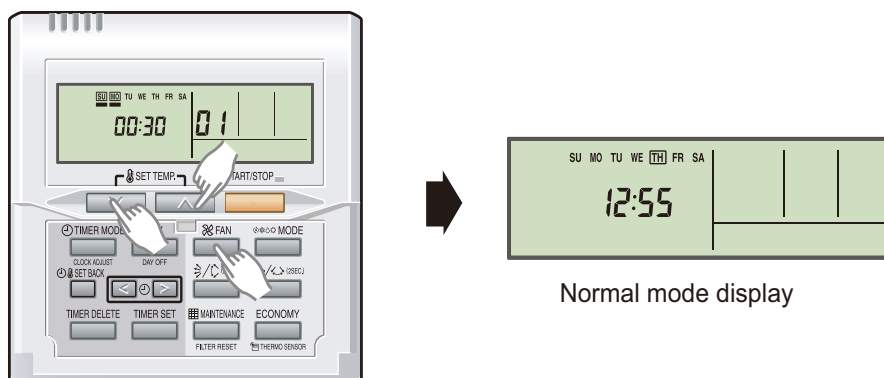 SU MO TU WE TH FR SA
00:30
01
SET TEMP.
START/STOP
TIMER MODE
CLOCK ADJUST
DAY OFF
FAN
MODE
SET BACK
(2SEC.)
TIMER DELETE
TIMER SET
MAINTENANCE
FILTER RESET
ECONOMY
THERMO SENSOR
SU MO TU WE TH FR SA
12:55
Normal mode display